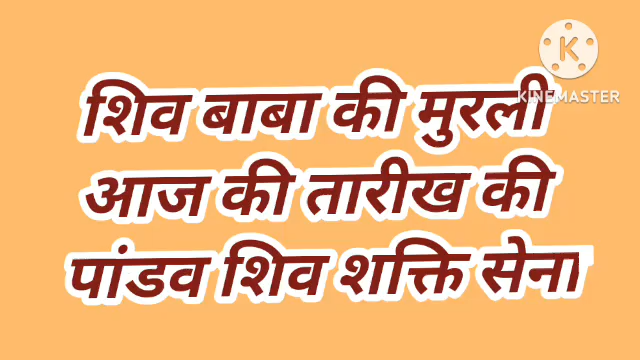 K
KINEMASTER
शिव बाबा की मुरली
आज की तारीख की
पांडव शिव शक्ति सेना